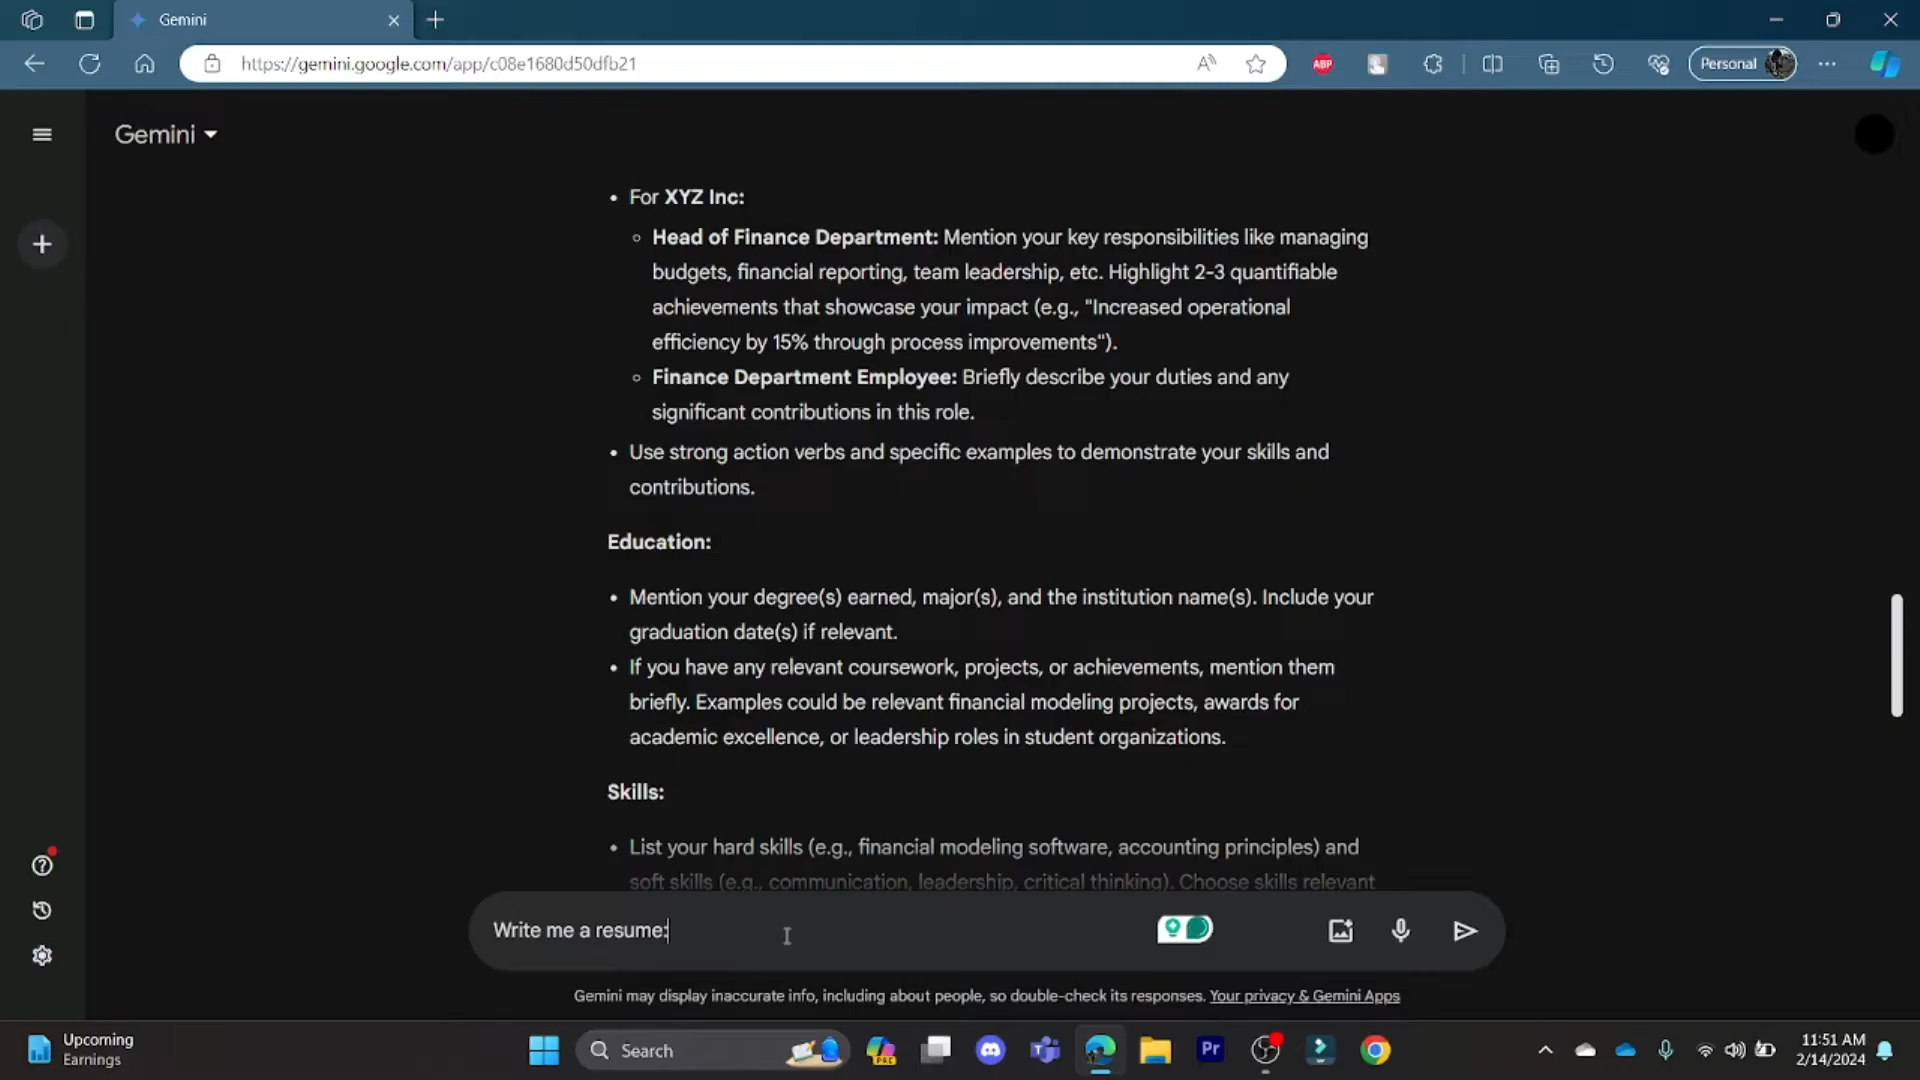 Gemini
https://gemini.google.com/app/c08e1680d50dfb21
ABP
Personal
Gemini
• For XYZ Inc:
◦ Head of Finance Department: Mention your key responsibilities like managing
budgets, financial reporting, team leadership, etc. Highlight 2-3 quantifiable
achievements that showcase your impact (e.g., "Increased operational
efficiency by 15% through process improvements").
◦ Finance Department Employee: Briefly describe your duties and any
significant contributions in this role.
• Use strong action verbs and specific examples to demonstrate your skills and
contributions.
Education:
• Mention your degree(s) earned, major(s), and the institution name(s). Include your
graduation date(s) if relevant.
• If you have any relevant coursework, projects, or achievements, mention them
briefly. Examples could be relevant financial modeling projects, awards for
academic excellence, or leadership roles in student organizations.
Skills:
• List your hard skills (e.g., financial modeling software, accounting principles) and
soft skills (e.g., communication, leadership, critical thinking). Choose skills relevant
Write me a resume:
Gemini may display inaccurate info, including about people, so double-check its responses. Your privacy & Gemini Apps
Upcoming
Earnings
Search
PRE
Pr
11:51 AM
2/14/2024